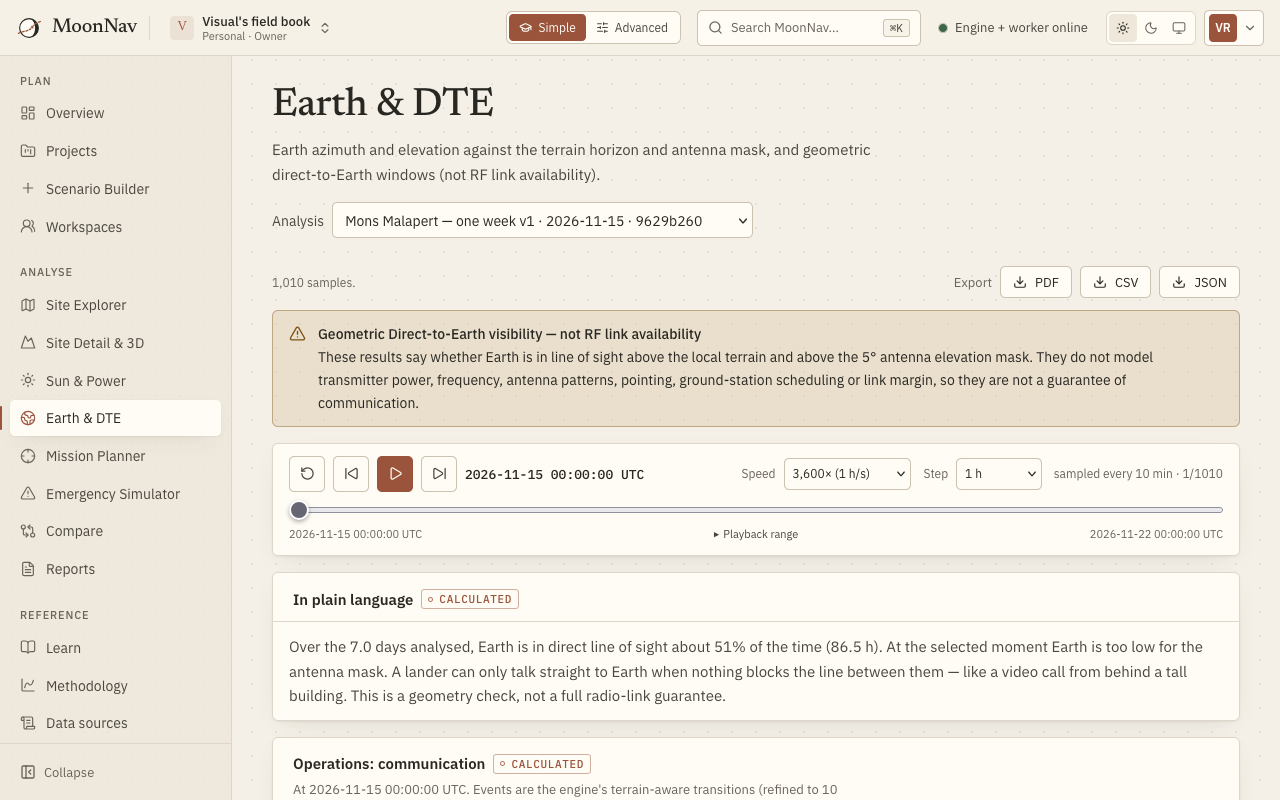 MoonNav
V
Visual's field book
Personal · Owner
Simple
Advanced
Search MoonNav...
⌘K
Engine + worker online
VR
PLAN
Overview
Projects
Scenario Builder
Workspaces
ANALYSE
Site Explorer
Site Detail & 3D
Sun & Power
Earth & DTE
Mission Planner
Emergency Simulator
Compare
Reports
REFERENCE
Learn
Methodology
Data sources
Collapse
Earth & DTE
Earth azimuth and elevation against the terrain horizon and antenna mask, and geometric
direct-to-Earth windows (not RF link availability).
Analysis
Mons Malapert — one week v1 · 2026-11-15 · 9629b260
1,010 samples.
Export
PDF
CSV
JSON
Geometric Direct-to-Earth visibility — not RF link availability
These results say whether Earth is in line of sight above the local terrain and above the 5° antenna elevation mask. They do not model
transmitter power, frequency, antenna patterns, pointing, ground-station scheduling or link margin, so they are not a guarantee of
communication.
2026-11-15 00:00:00 UTC
Speed
3,600× (1 h/s)
Step
1 h
sampled every 10 min · 1/1010
2026-11-15 00:00:00 UTC
▸ Playback range
2026-11-22 00:00:00 UTC
In plain language
CALCULATED
Over the 7.0 days analysed, Earth is in direct line of sight about 51% of the time (86.5 h). At the selected moment Earth is too low for the
antenna mask. A lander can only talk straight to Earth when nothing blocks the line between them — like a video call from behind a tall
building. This is a geometry check, not a full radio-link guarantee.
Operations: communication
CALCULATED
At 2026-11-15 00:00:00 UTC. Events are the engine's terrain-aware transitions (refined to 10